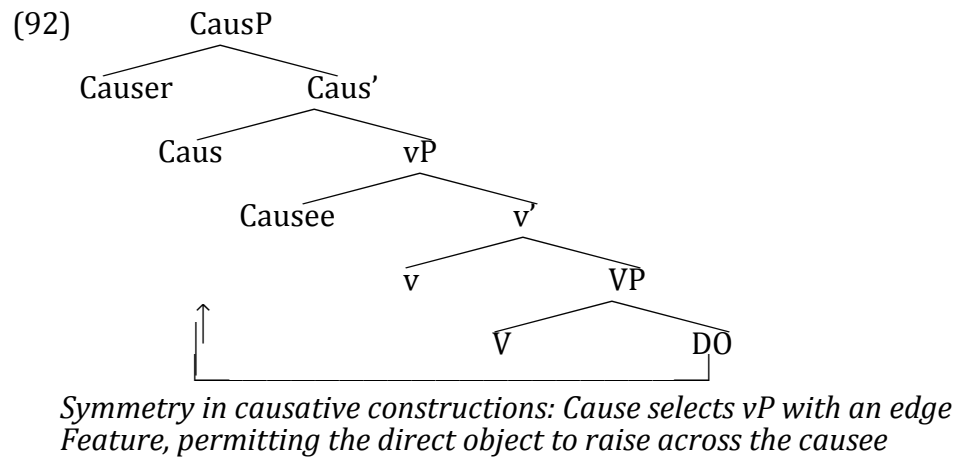 (92) CausP
Causer Caus’
Caus vP
Causee v’
v VP
V DO
Symmetry in causative constructions: Cause selects vP with an edge
Feature, permitting the direct object to raise across the causee